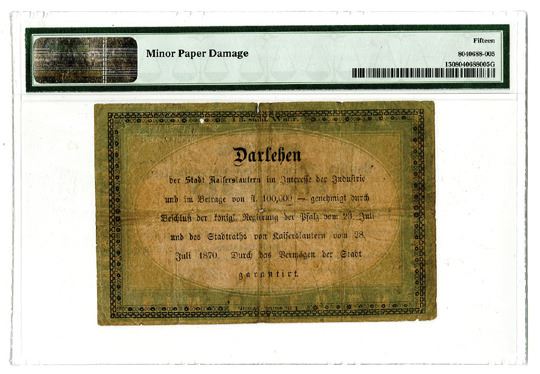 Minor Paper Damage
Fifteen
8040688-005
1508040688005G
Darlehen
der Stadt Kaiserslautern im Interesse der Industrie
und im Betrage von fl. 100,000 — genehmigt durch
Beschluß der königl. Regierung der Pfalz vom 23. Juli
und des Stadtraths von Kaiserslautern vom 28.
Juli 1870. Durch das Vermögen der Stadt
garantirt.